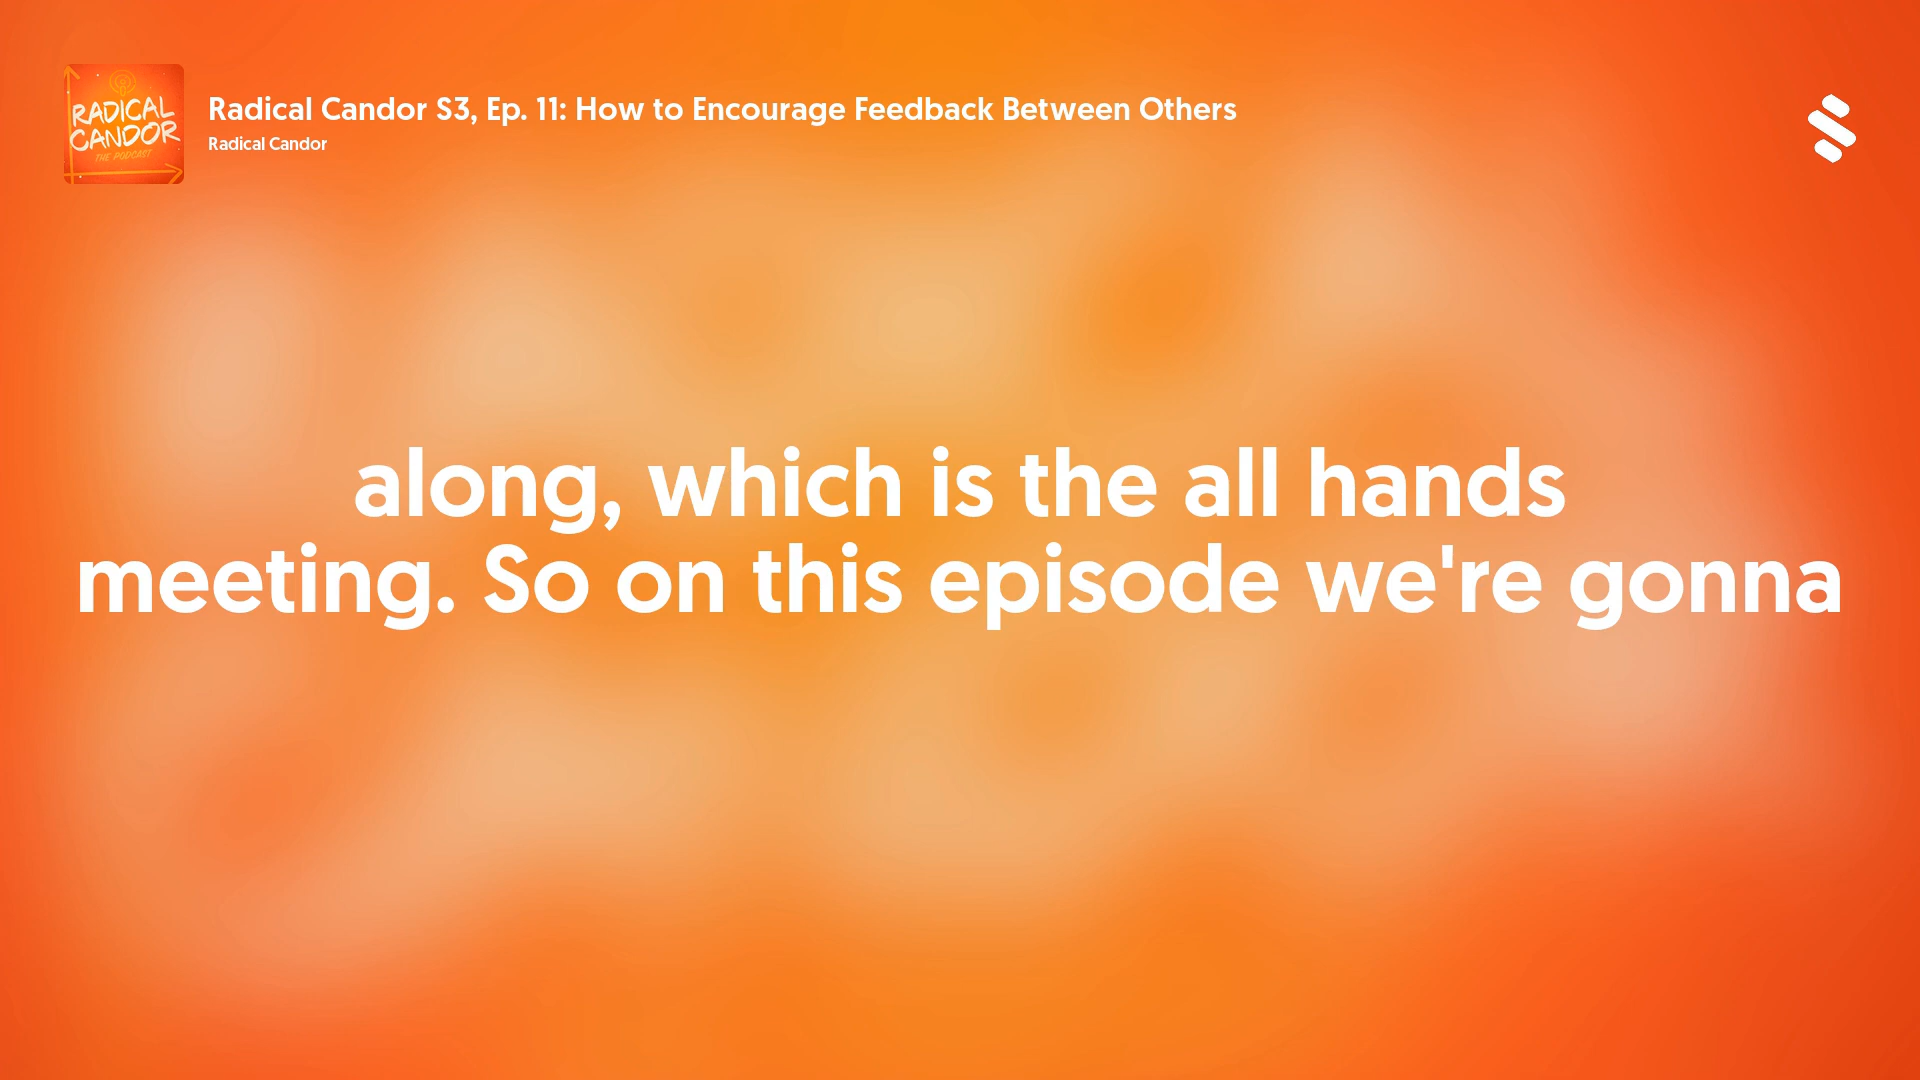 RADICAL
CANDOR
THE PODCAST
Radical Candor S3, Ep. 11: How to Encourage Feedback Between Others
Radical Candor
along, which is the all hands
meeting. So on this episode we're gonna